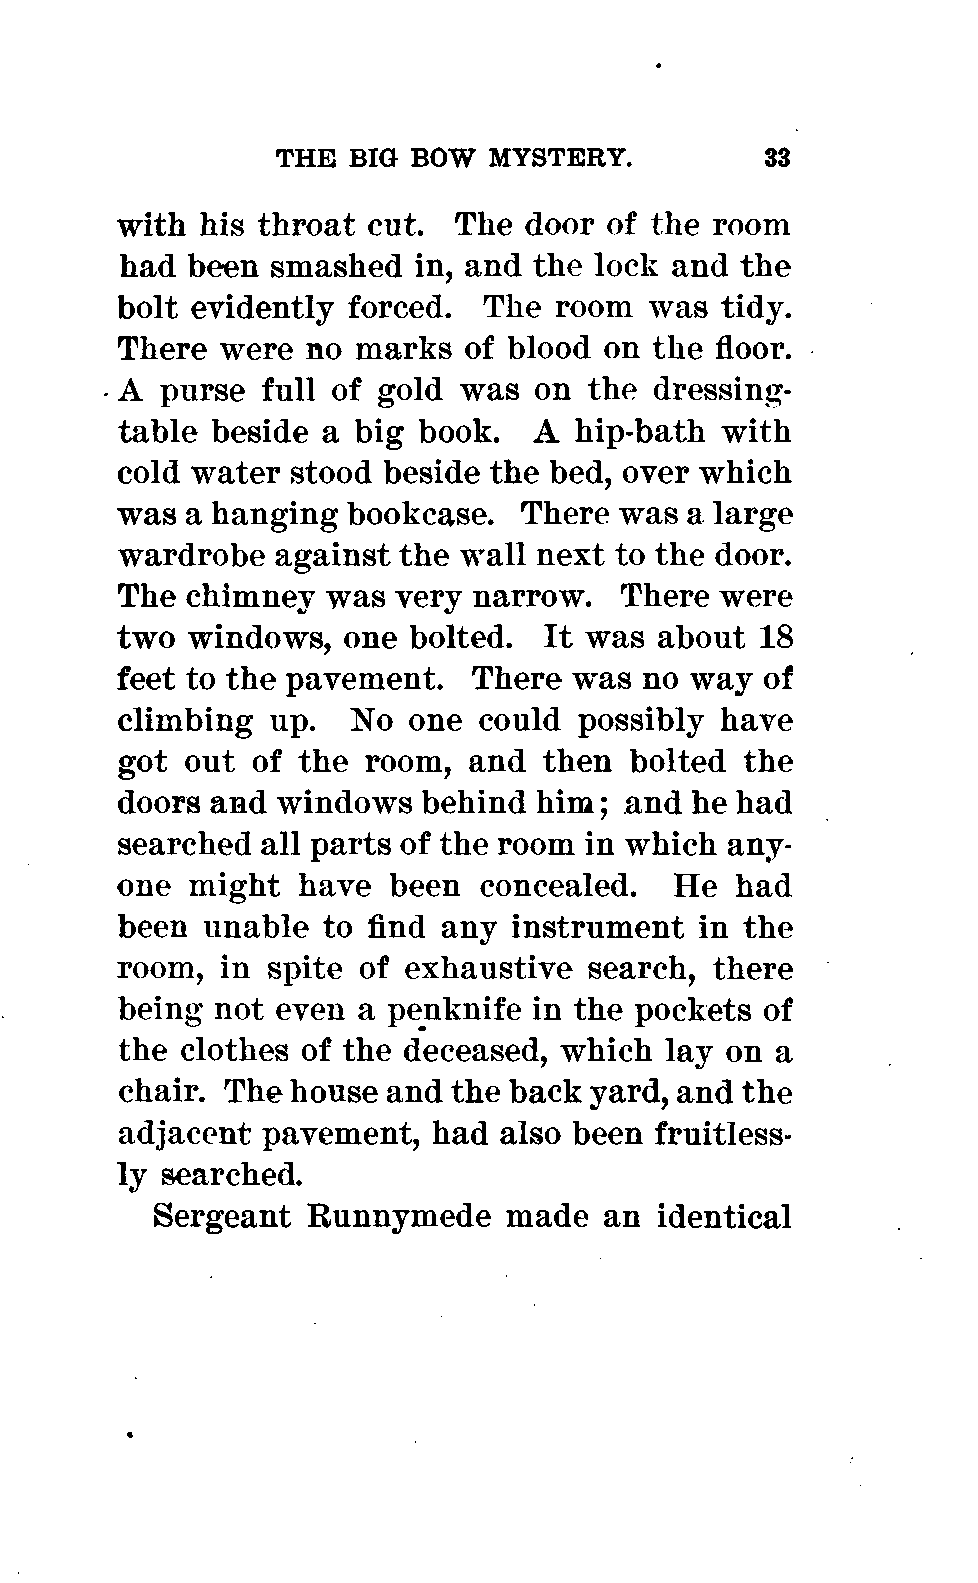 THE BIG BOW MYSTERY. 33
with his throat cut. The door of the room
had been smashed in, and the lock and the
bolt evidently forced. The room was tidy.
There were no marks of blood on the floor.
A purse full of gold was on the dressing-
table beside a big book. A hip-bath with
cold water stood beside the bed, over which
was a hanging bookcase. There was a large
wardrobe against the wall next to the door.
The chimney was very narrow. There were
two windows, one bolted. It was about 18
feet to the pavement. There was no way of
climbing up. No one could possibly have
got out of the room, and then bolted the
doors and windows behind him; and he had
searched all parts of the room in which any-
one might have been concealed. He had
been unable to find any instrument in the
room, in spite of exhaustive search, there
being not even a penknife in the pockets of
the clothes of the deceased, which lay on a
chair. The house and the back yard, and the
adjacent pavement, had also been fruitless-
ly searched.
Sergeant Runnymede made an identical